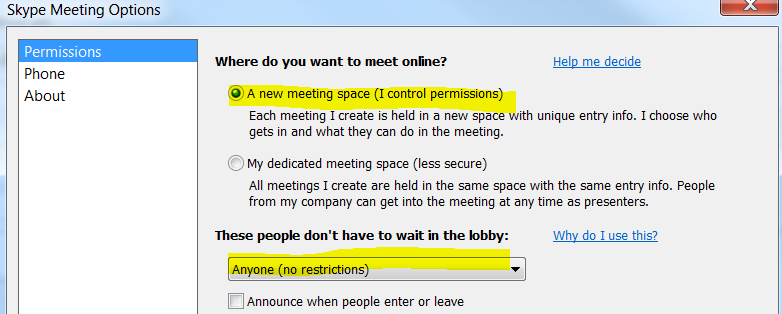 Skype Meeting Options
Permissions
Phone
About
Where do you want to meet online?
Help me decide
A new meeting space (I control permissions)
Each meeting I create is held in a new space with unique entry info. I choose who
gets in and what they can do in the meeting.
My dedicated meeting space (less secure)
All meetings I create are held in the same space with the same entry info. People
from my company can get into the meeting at any time as presenters.
These people don't have to wait in the lobby:
Why do I use this?
Anyone (no restrictions)
Announce when people enter or leave